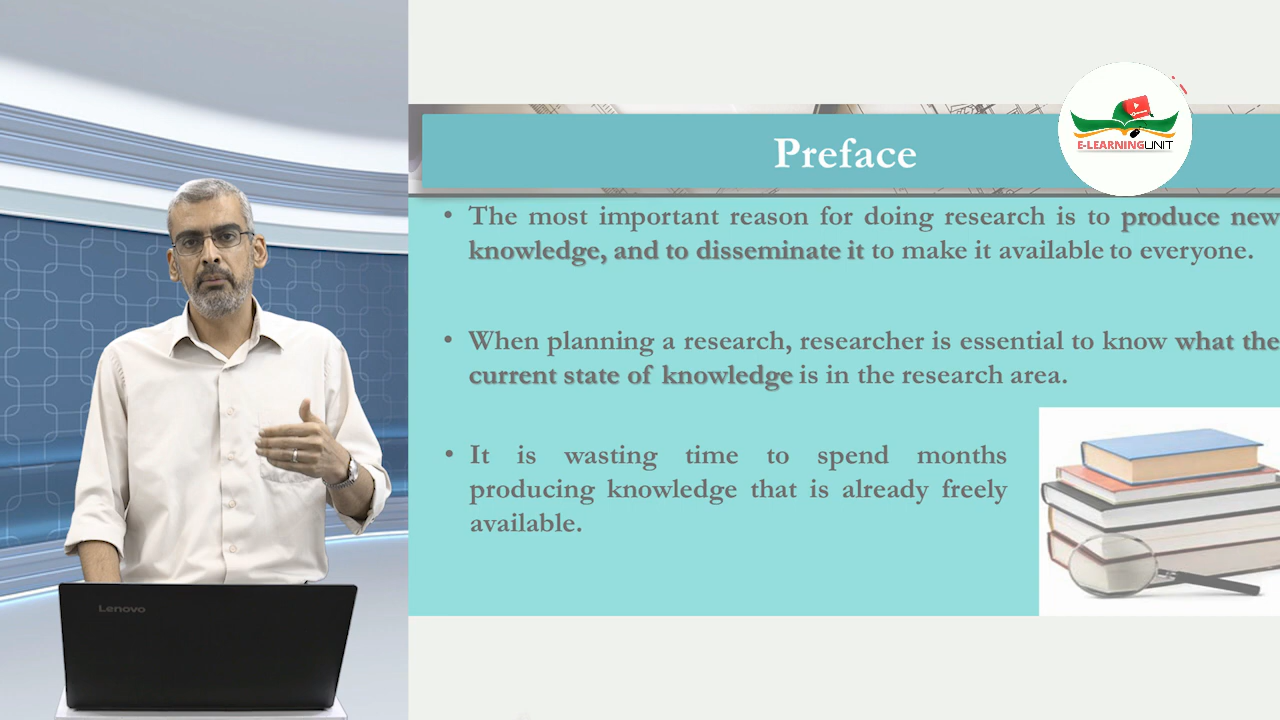 Preface
E-LEARNINGUNIT
• The most important reason for doing research is to produce new
knowledge, and to disseminate it to make it available to everyone.
• When planning a research, researcher is essential to know what the
current state of knowledge is in the research area.
• It is wasting time to spend months
producing knowledge that is already freely
available.
Lenovo